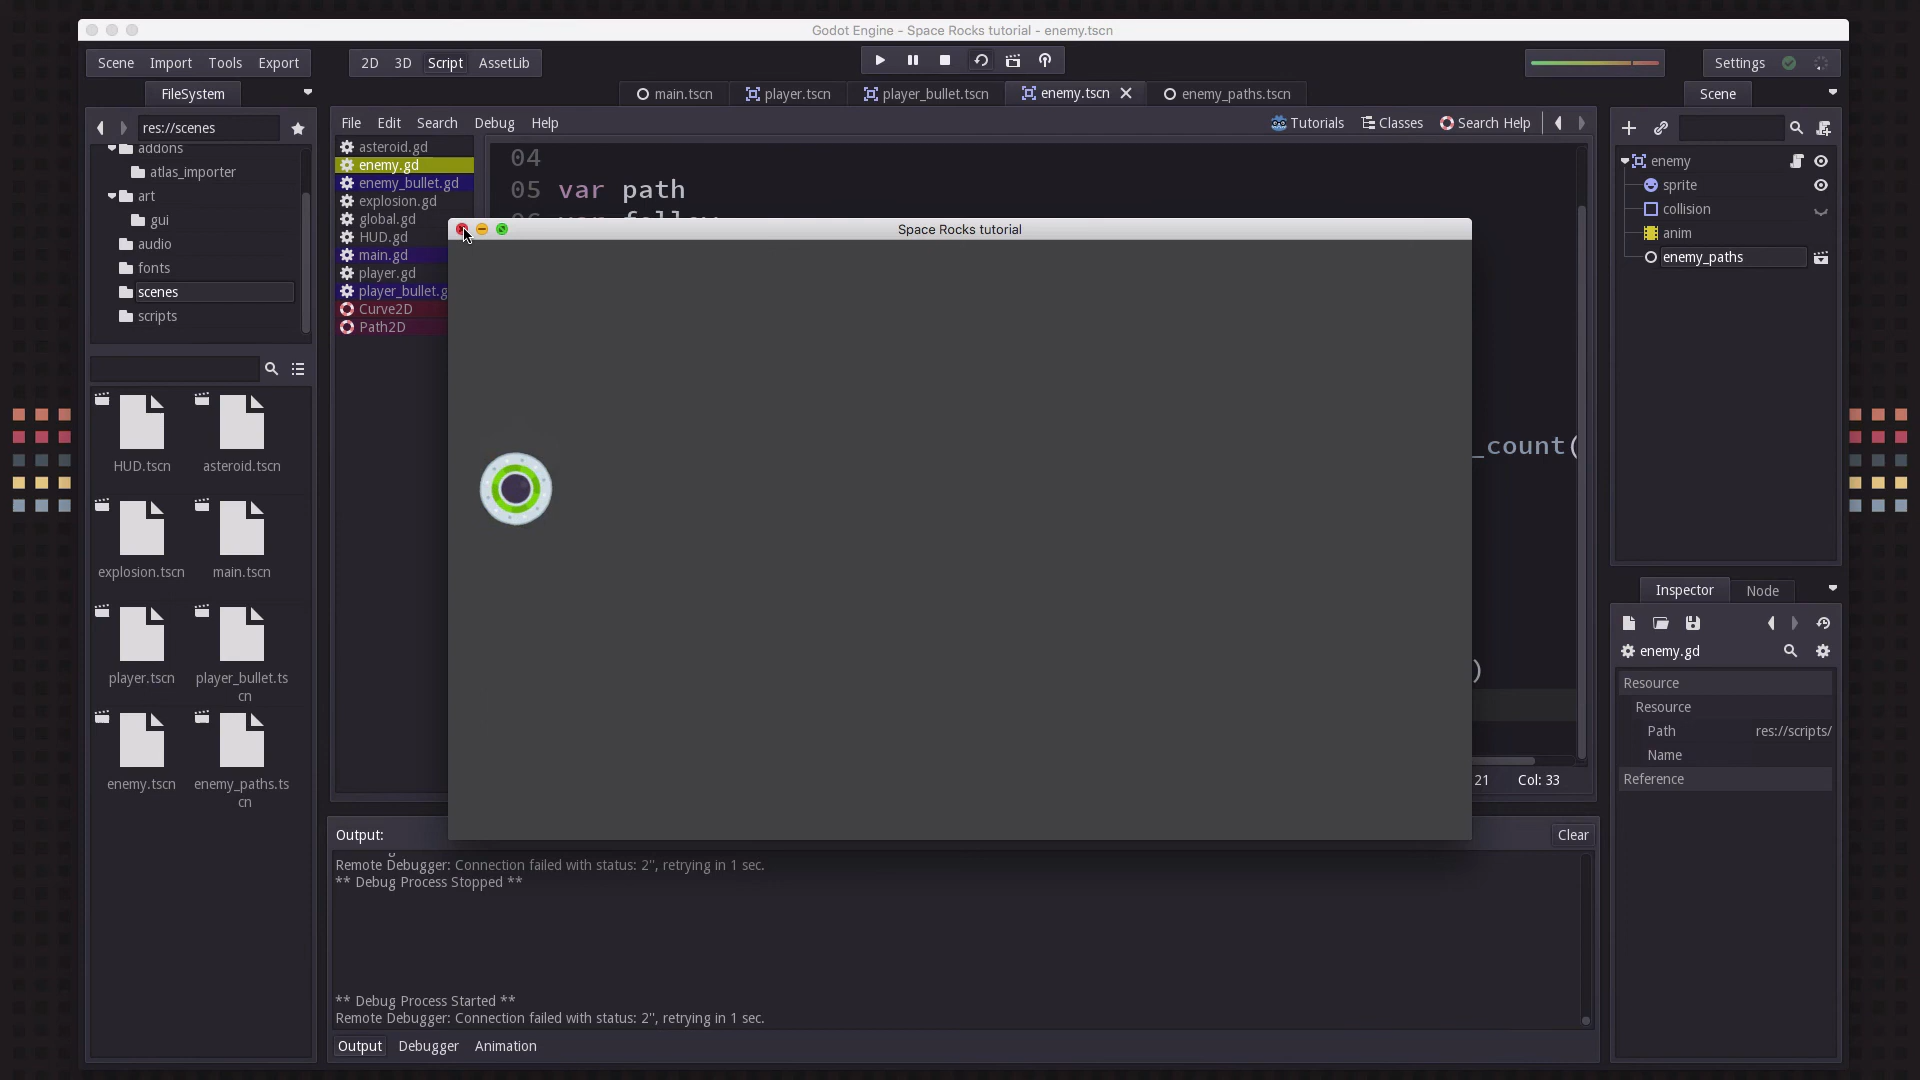 Godot Engine - Space Rocks tutorial - enemy.tscn
Scene Import Tools Export
2D 3D Script AssetLib
Settings
FileSystem
main.tscn player.tscn player_bullet.tscn enemy.tscn enemy_paths.tscn
Scene
res://scenes
addons
atlas_importer
art
gui
audio
fonts
scenes
scripts
HUD.tscn
asteroid.tscn
explosion.tscn
main.tscn
player.tscn
player_bullet.ts
cn
enemy.tscn
enemy_paths.ts
cn
File Edit Search Debug Help
Tutorials Classes Search Help
asteroid.gd
enemy.gd
enemy_bullet.gd
explosion.gd
global.gd
HUD.gd
main.gd
player.gd
player_bullet.g
Curve2D
Path2D
04
05 var path
Space Rocks tutorial
_count(
)
21 Col: 33
Output:
Clear
Remote Debugger: Connection failed with status: 2'', retrying in 1 sec.
** Debug Process Stopped **
** Debug Process Started **
Remote Debugger: Connection failed with status: 2'', retrying in 1 sec.
Output Debugger Animation
enemy
sprite
collision
anim
enemy_paths
Inspector Node
enemy.gd
Resource
Resource
Path res://scripts/
Name
Reference